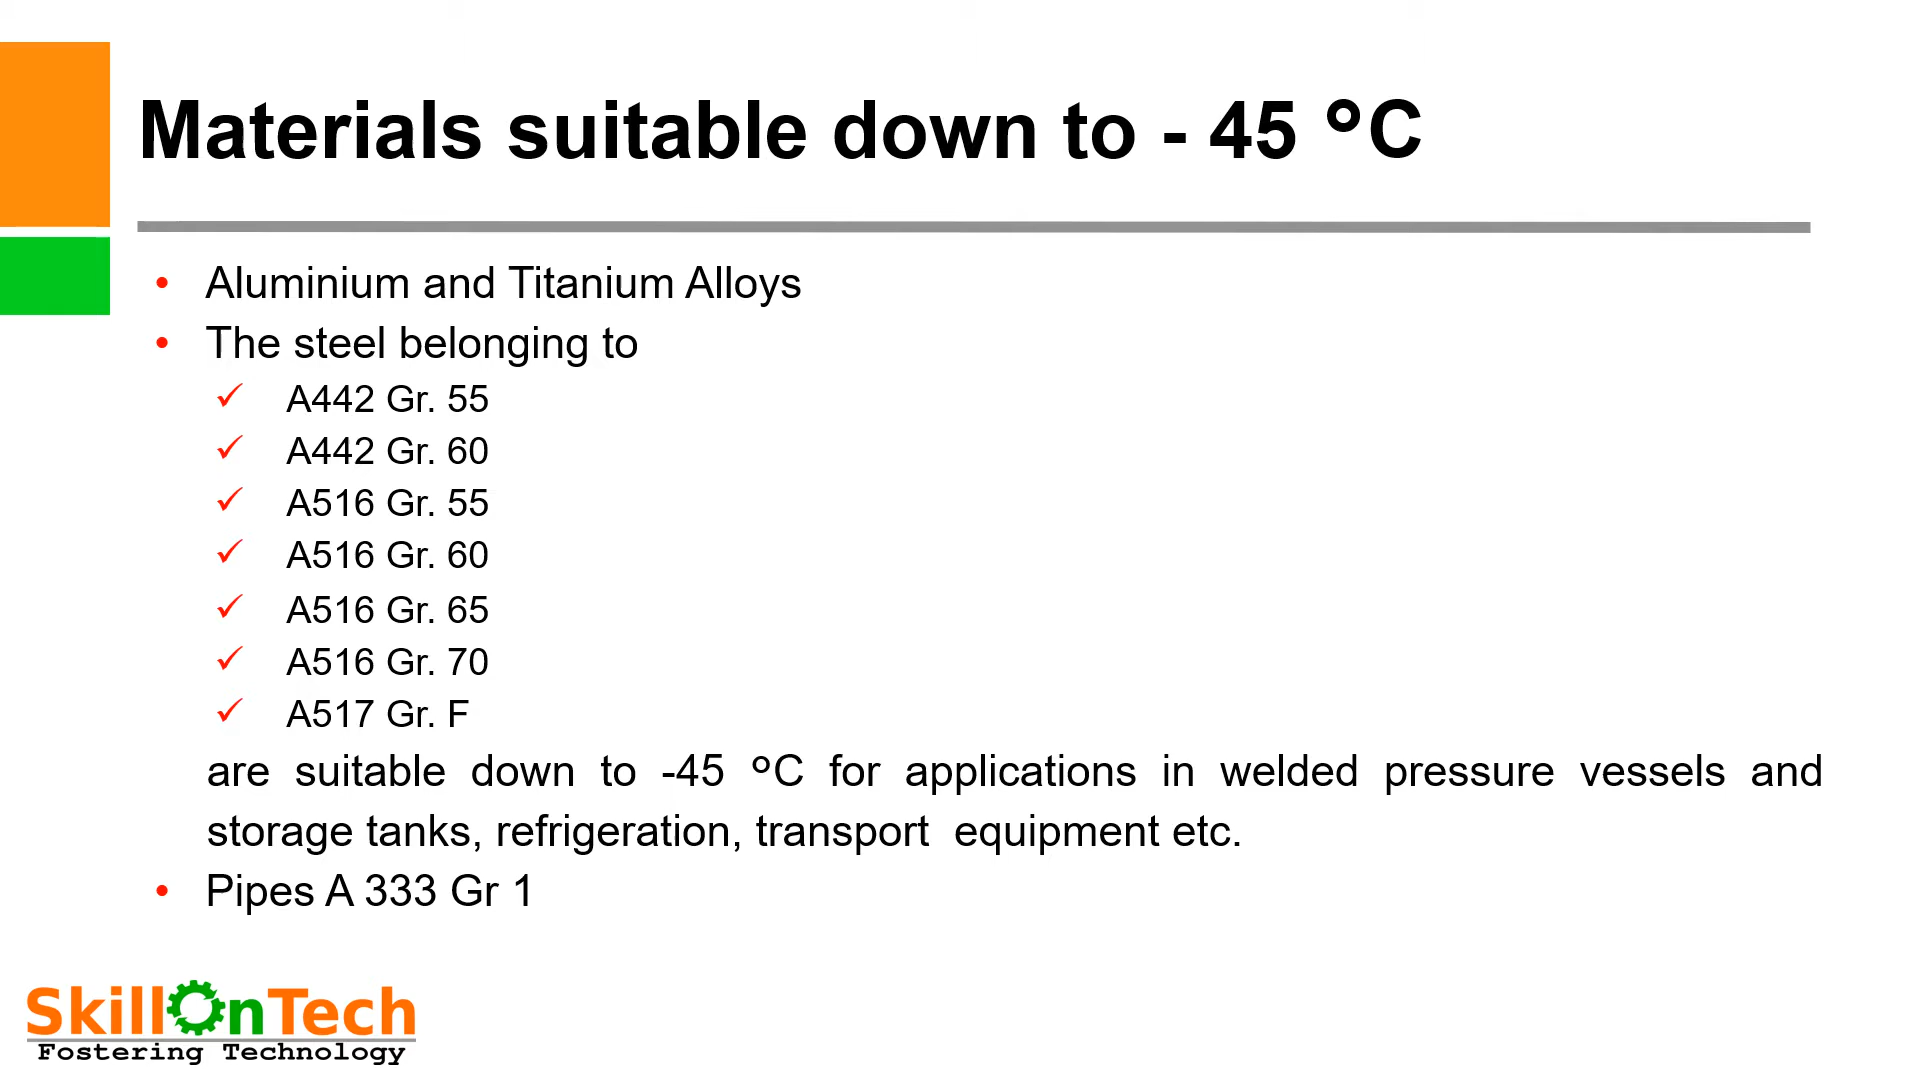 Materials suitable down to - 45 °C
• Aluminium and Titanium Alloys
• The steel belonging to
✓ A442 Gr. 55
✓ A442 Gr. 60
✓ A516 Gr. 55
✓ A516 Gr. 60
✓ A516 Gr. 65
✓ A516 Gr. 70
✓ A517 Gr. F
are suitable down to -45 °C for applications in welded pressure vessels and
storage tanks, refrigeration, transport equipment etc.
• Pipes A 333 Gr 1
SkillOnTech
Fostering Technology